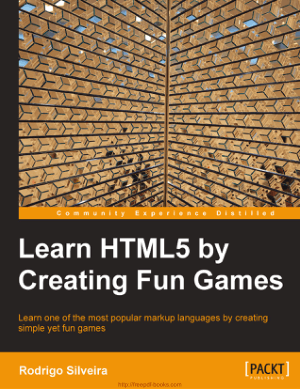 Community Experience Distilled
Learn HTML5 by
Creating Fun Games
Learn one of the most popular markup languages by creating
simple yet fun games
Rodrigo Silveira
[PACKT]
PUBLISHING
http://freepdf-books.com